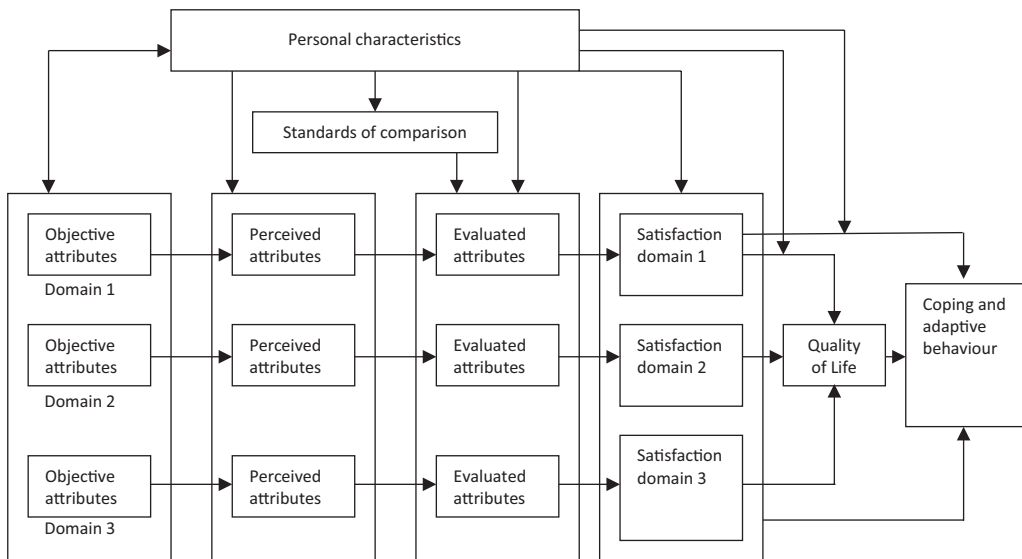 Personal characteristics
Standards of comparison
Objective
attributes
Domain 1
Perceived
attributes
Evaluated
attributes
Satisfaction
domain 1
Objective
attributes
Domain 2
Perceived
attributes
Evaluated
attributes
Satisfaction
domain 2
Quality
of Life
Coping and
adaptive
behaviour
Objective
attributes
Domain 3
Perceived
attributes
Evaluated
attributes
Satisfaction
domain 3